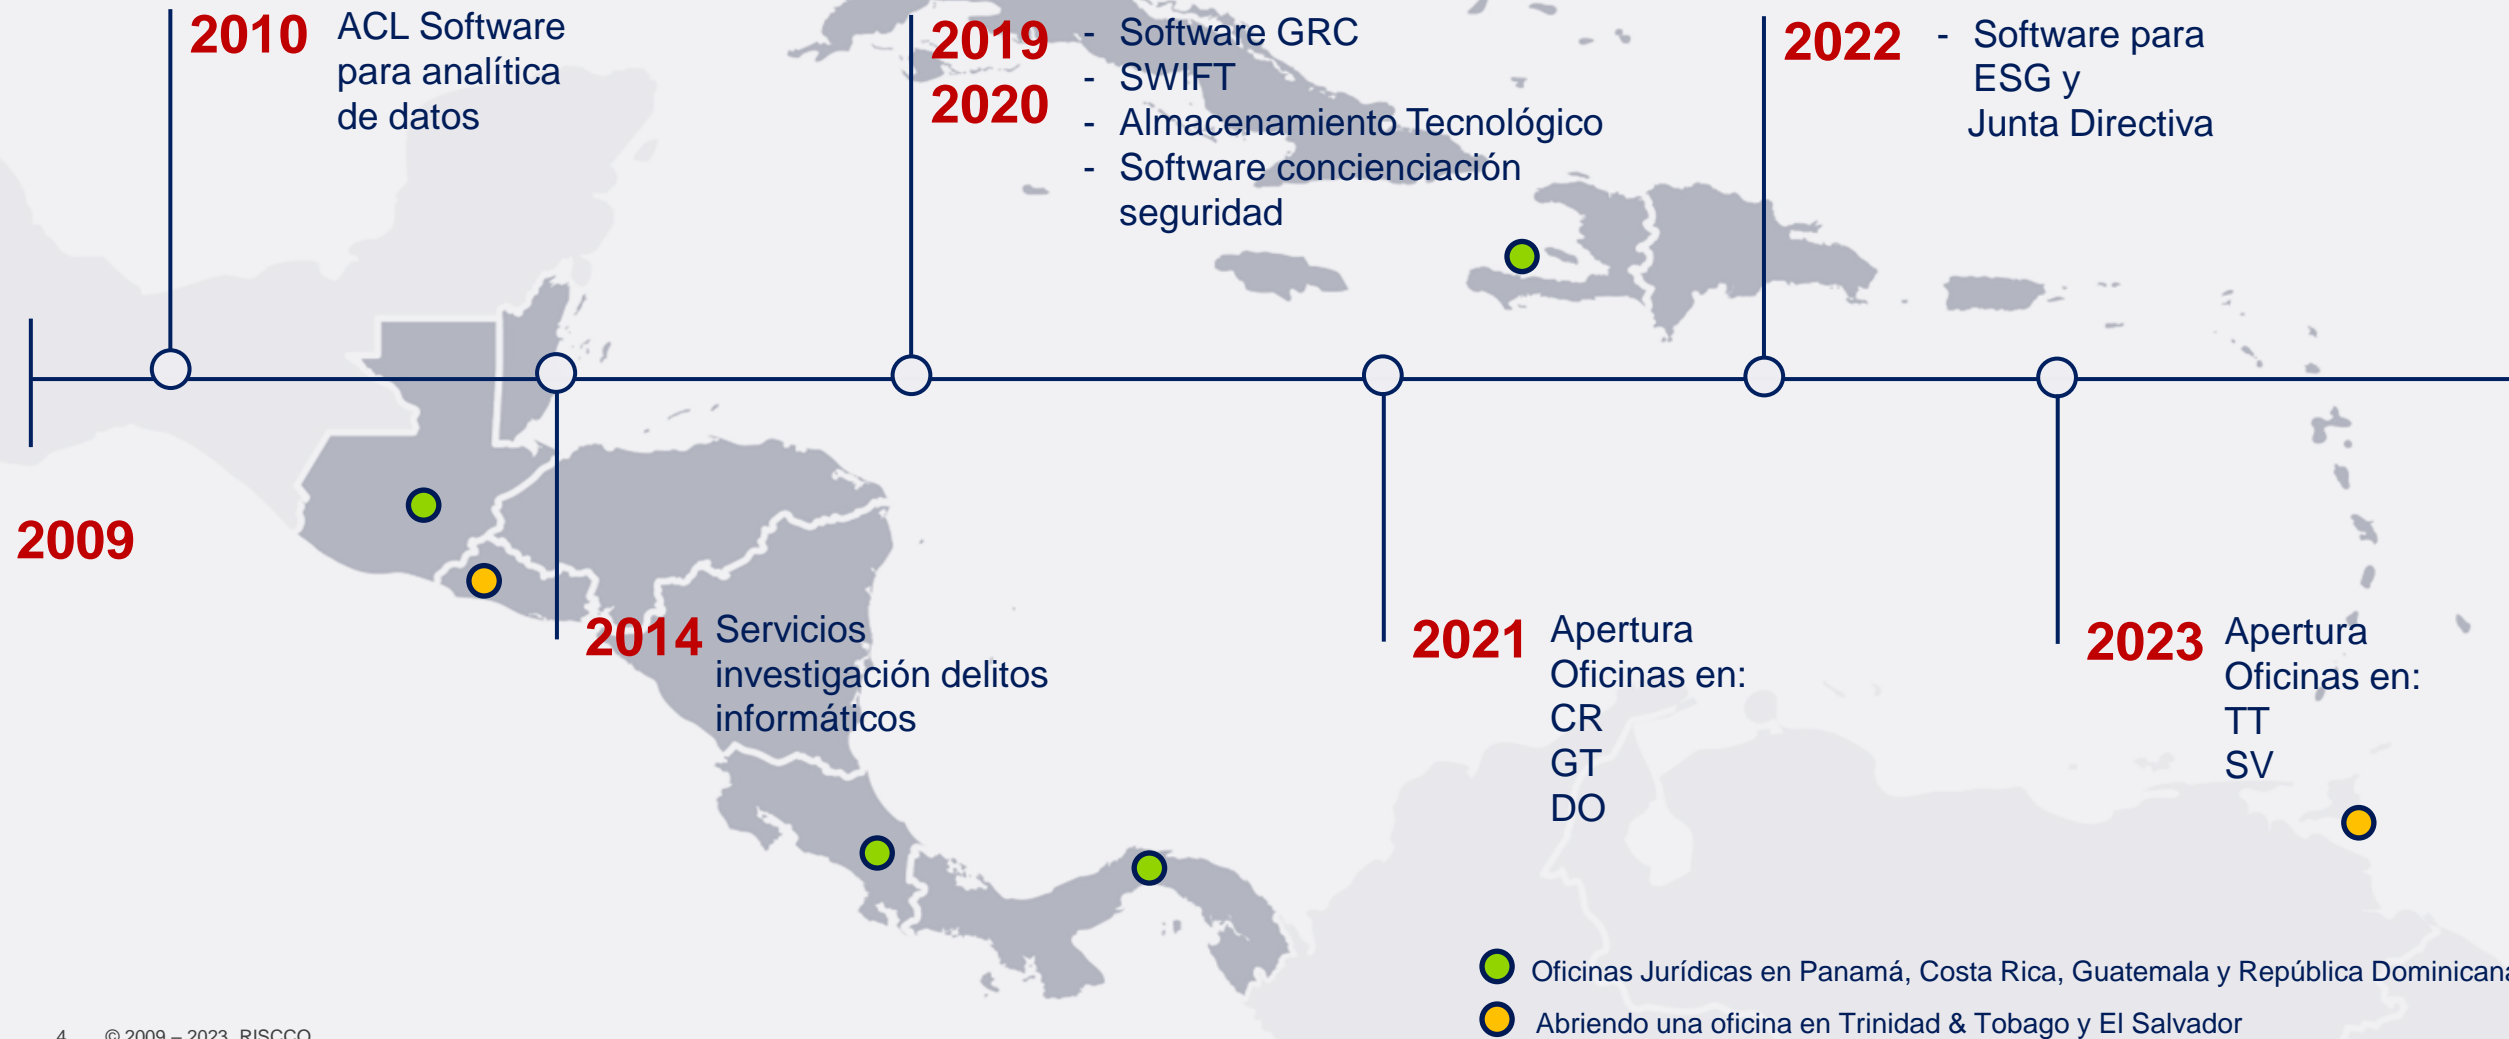 2010
ACL Software
para analítica
de datos
2019
2020
- Software GRC
- SWIFT
- Almacenamiento Tecnológico
- Software concienciación
seguridad
2022
- Software para
ESG y
Junta Directiva
2009
2014
Servicios
investigación delitos
informáticos
2021
Apertura
Oficinas en:
CR
GT
DO
2023
Apertura
Oficinas en:
TT
SV
Oficinas Jurídicas en Panamá, Costa Rica, Guatemala y República Dominicana
Abriendo una oficina en Trinidad & Tobago y El Salvador
4 © 2009 – 2023 RISCCO